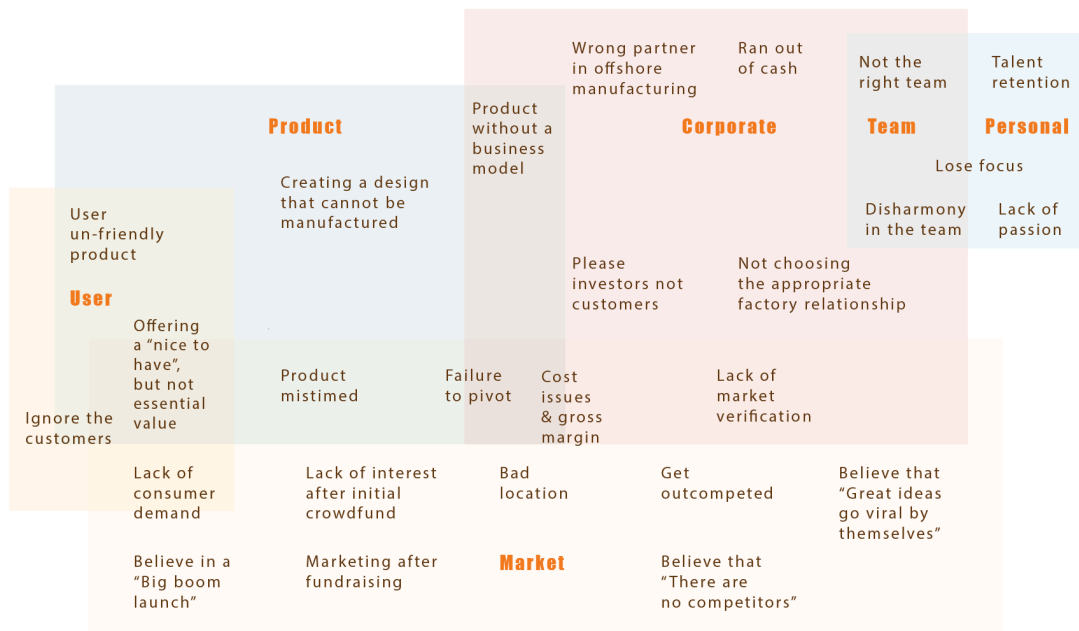 Wrong partner
in offshore
manufacturing
Ran out
of cash
Not the
right team
Talent
retention
Product
Product
without a
business
model
Corporate
Team
Personal
Lose focus
Creating a design
that cannot be
manufactured
User
un-friendly
product
Disharmony
in the team
Lack of
passion
Please
investors not
customers
Not choosing
the appropriate
factory relationship
User
Offering
a “nice to
have”,
but not
essential
value
Product
mistimed
Failure
to pivot
Cost
issues
& gross
margin
Lack of
market
verification
Ignore the
customers
Lack of
consumer
demand
Lack of interest
after initial
crowdfund
Bad
location
Get
outcompeted
Believe that
“Great ideas
go viral by
themselves”
Believe in a
“Big boom
launch”
Marketing after
fundraising
Market
Believe that
“There are
no competitors”